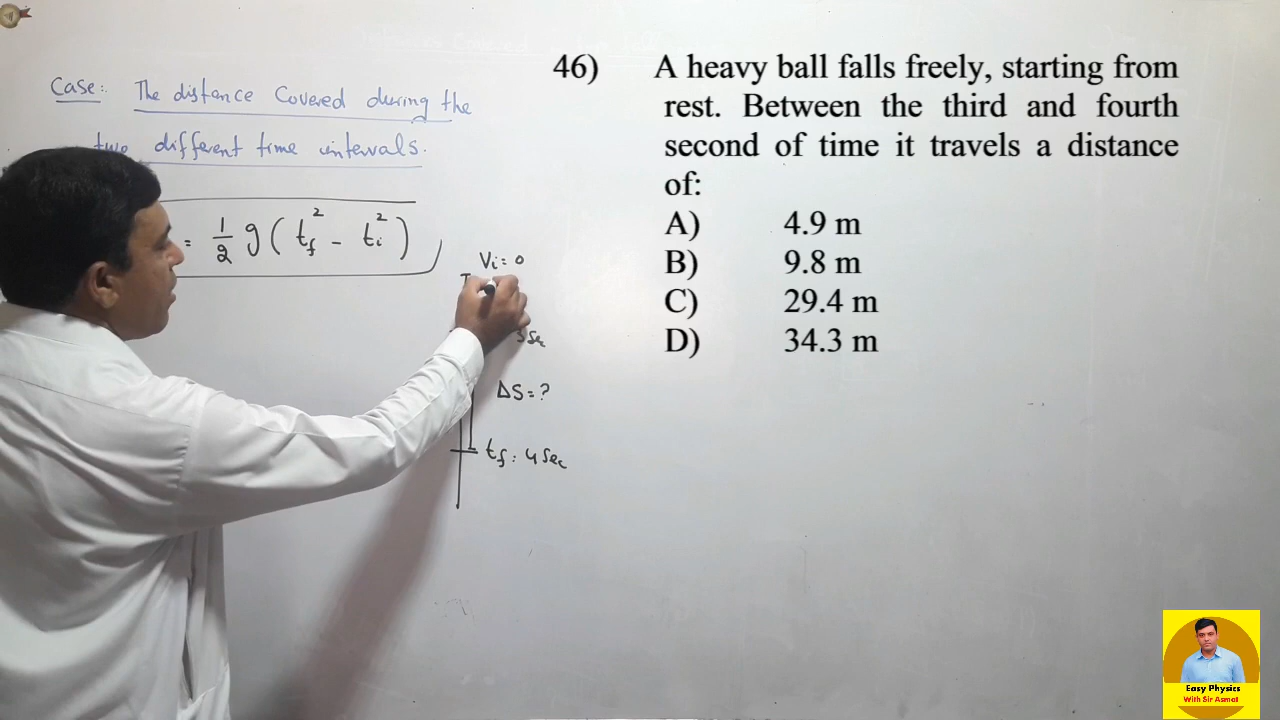 Case:. The distance Covered during the
two different time intervals.
= 1/2 g ( t_f^2 - t_i^2 )
Vi = 0
3 Sec
ΔS = ?
t_f : 4 Sec
46) A heavy ball falls freely, starting from
rest. Between the third and fourth
second of time it travels a distance
of:
A) 4.9 m
B) 9.8 m
C) 29.4 m
D) 34.3 m
Easy Physics
With Sir Asmat